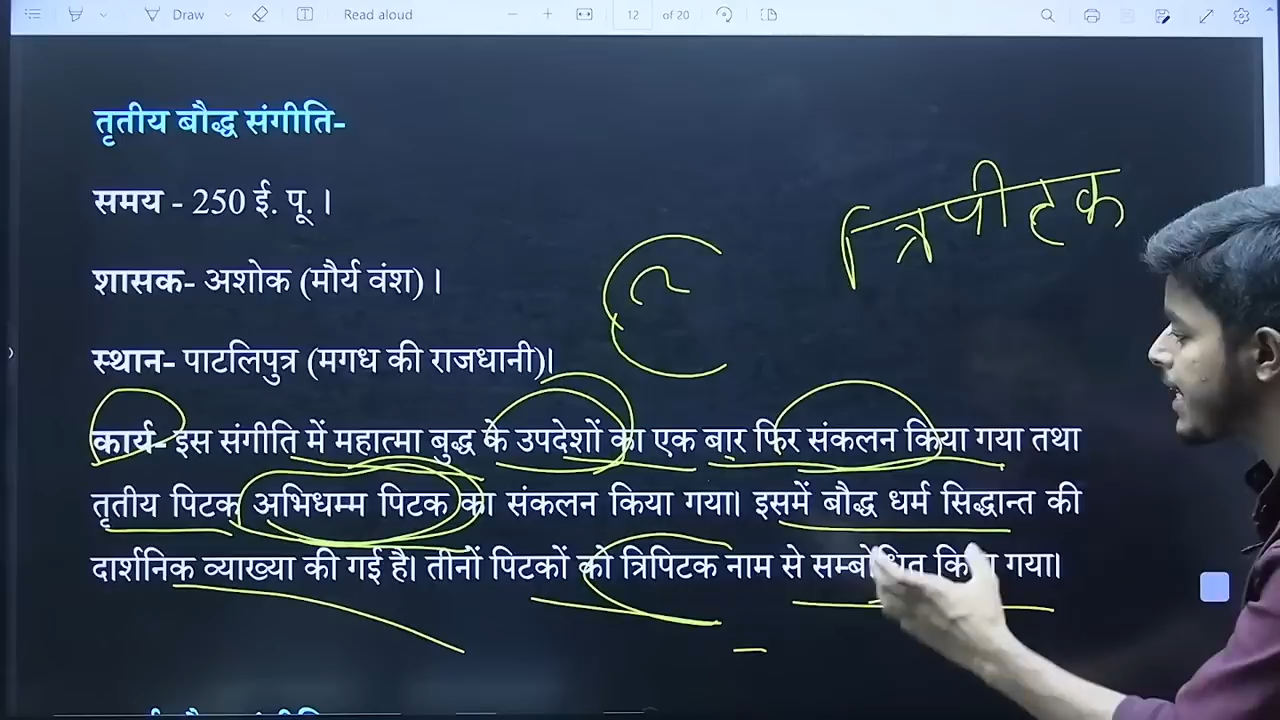 Draw
Read aloud
12 of 20
तृतीय बौद्ध संगीति-
समय - 250 ई. पू. ।
शासक- अशोक (मौर्य वंश) ।
स्थान- पाटलिपुत्र (मगध की राजधानी)।
त्रिपीटक
कार्य- इस संगीति में महात्मा बुद्ध के उपदेशों का एक बार फिर संकलन किया गया तथा
तृतीय पिटक अभिधम्म पिटक का संकलन किया गया। इसमें बौद्ध धर्म सिद्धान्त की
दार्शनिक व्याख्या की गई है। तीनों पिटकों को त्रिपिटक नाम से सम्बोधित किया गया।